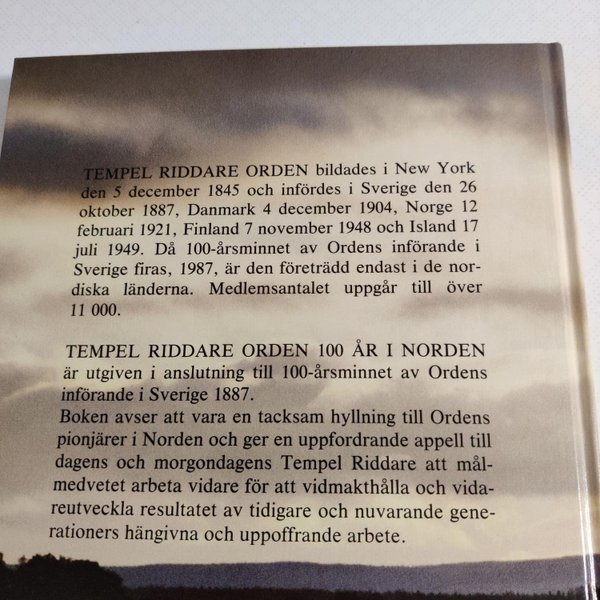 TEMPEL RIDDARE ORDEN bildades i New York
den 5 december 1845 och infördes i Sverige den 26
oktober 1887, Danmark 4 december 1904, Norge 12
februari 1921, Finland 7 november 1948 och Island 17
juli 1949. Då 100-årsminnet av Ordens införande i
Sverige firas, 1987, är den företrädd endast i de nor-
diska länderna. Medlemsantalet uppgår till över
11 000.
TEMPEL RIDDARE ORDEN 100 ÅR I NORDEN
är utgiven i anslutning till 100-årsminnet av Ordens
införande i Sverige 1887.
Boken avser att vara en tacksam hyllning till Ordens
pionjärer i Norden och ger en uppfordrande appell till
dagens och morgondagens Tempel Riddare att mål-
medvetet arbeta vidare för att vidmakthålla och vida-
reutveckla resultatet av tidigare och nuvarande gene-
rationers hängivna och uppoffrande arbete.